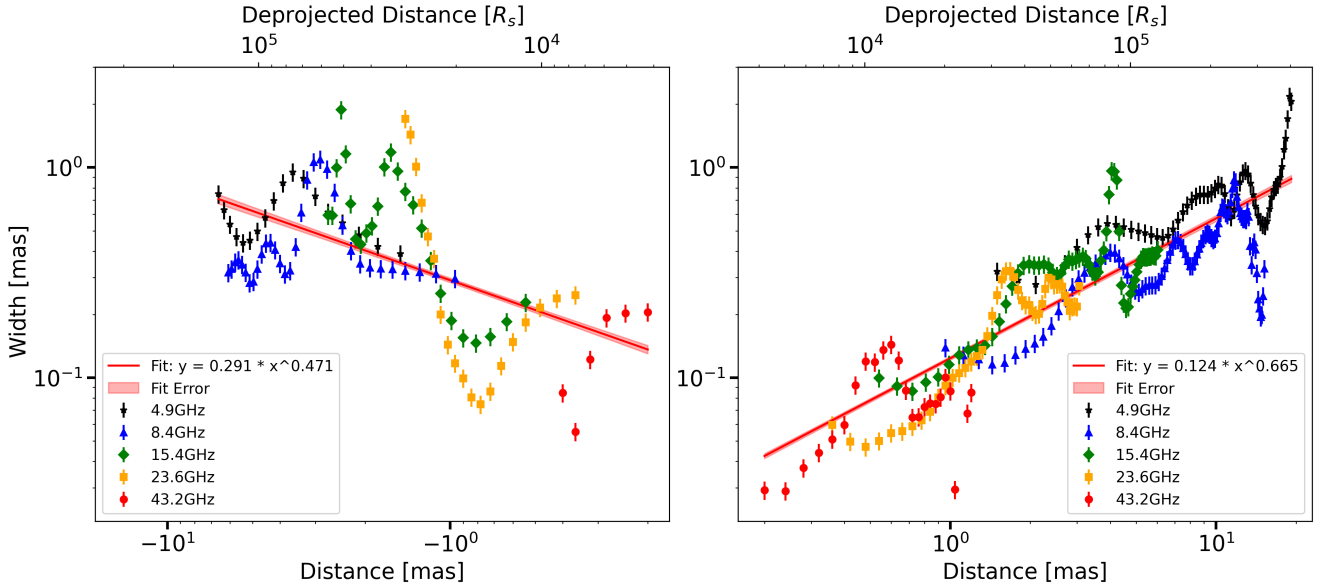 Deprojected Distance [R_s]
10^5 10^4
Width [mas]
10^0
10^-1
Fit: y = 0.291 * x^0.471
Fit Error
4.9GHz
8.4GHz
15.4GHz
23.6GHz
43.2GHz
-10^1 -10^0
Distance [mas]
Deprojected Distance [R_s]
10^4 10^5
10^0
10^-1
Fit: y = 0.124 * x^0.665
Fit Error
4.9GHz
8.4GHz
15.4GHz
23.6GHz
43.2GHz
10^0 10^1
Distance [mas]